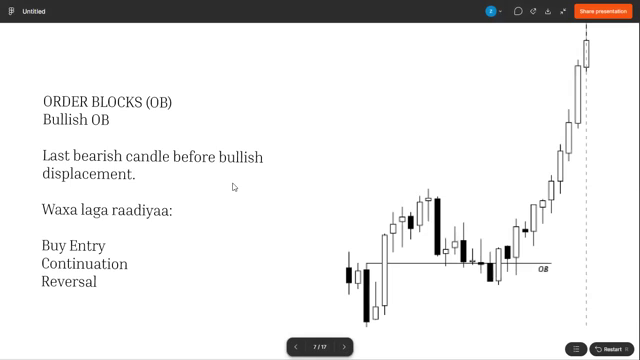 Untitled
Share presentation
ORDER BLOCKS (OB)
Bullish OB
Last bearish candle before bullish
displacement.
Waxa laga raadiyaa:
Buy Entry
Continuation
Reversal
OB
7 / 17
Restart